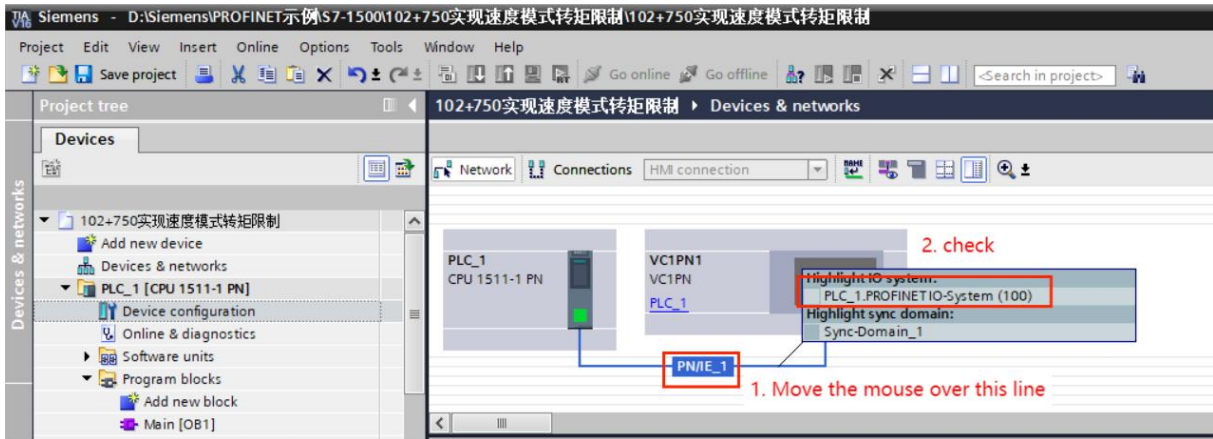 Siemens - D:\Siemens\PROFINET示例\S7-1500\102+750实现速度模式转矩限制\102+750实现速度模式转矩限制
Project Edit View Insert Online Options Tools Window Help
Save project Go online Go offline <Search in project>
Project tree
102+750实现速度模式转矩限制 ▸ Devices & networks
Devices
Network Connections HMI connection
Devices & networks
102+750实现速度模式转矩限制
Add new device
Devices & networks
PLC_1 [CPU 1511-1 PN]
Device configuration
Online & diagnostics
Software units
Program blocks
Add new block
Main [OB1]
PLC_1
CPU 1511-1 PN
VC1PN1
VC1PN
PLC_1
2. check
Highlight IO system:
PLC_1.PROFINET IO-System (100)
Highlight sync domain:
Sync-Domain_1
PN/IE_1
1. Move the mouse over this line